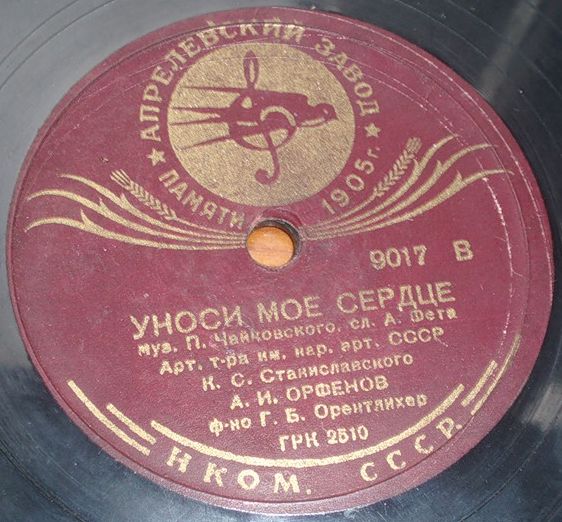 ★ АПРЕЛЕВСКИЙ ЗАВОД ★
ПАМЯТИ 1905 г.
9017 В
УНОСИ МОЕ СЕРДЦЕ
Муз. П. Чайковского, сл. А. Фета
Арт. т-ра им. нар. арт. СССР
К. С. Станиславского
А. И. ОРФЕНОВ
ф-но Г. Б. Орентлихер
ГРК 2510
НКОМ. СССР.